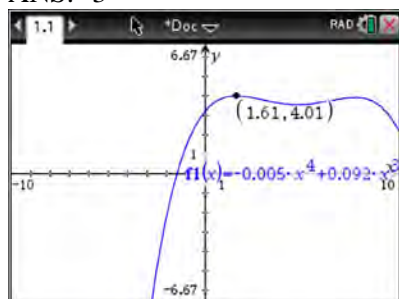 1.1 *Doc RAD
6.67 y
(1.61,4.01)
1
f1(x)=-0.005·x^4+0.092·x^3
-10 1 10
-6.67